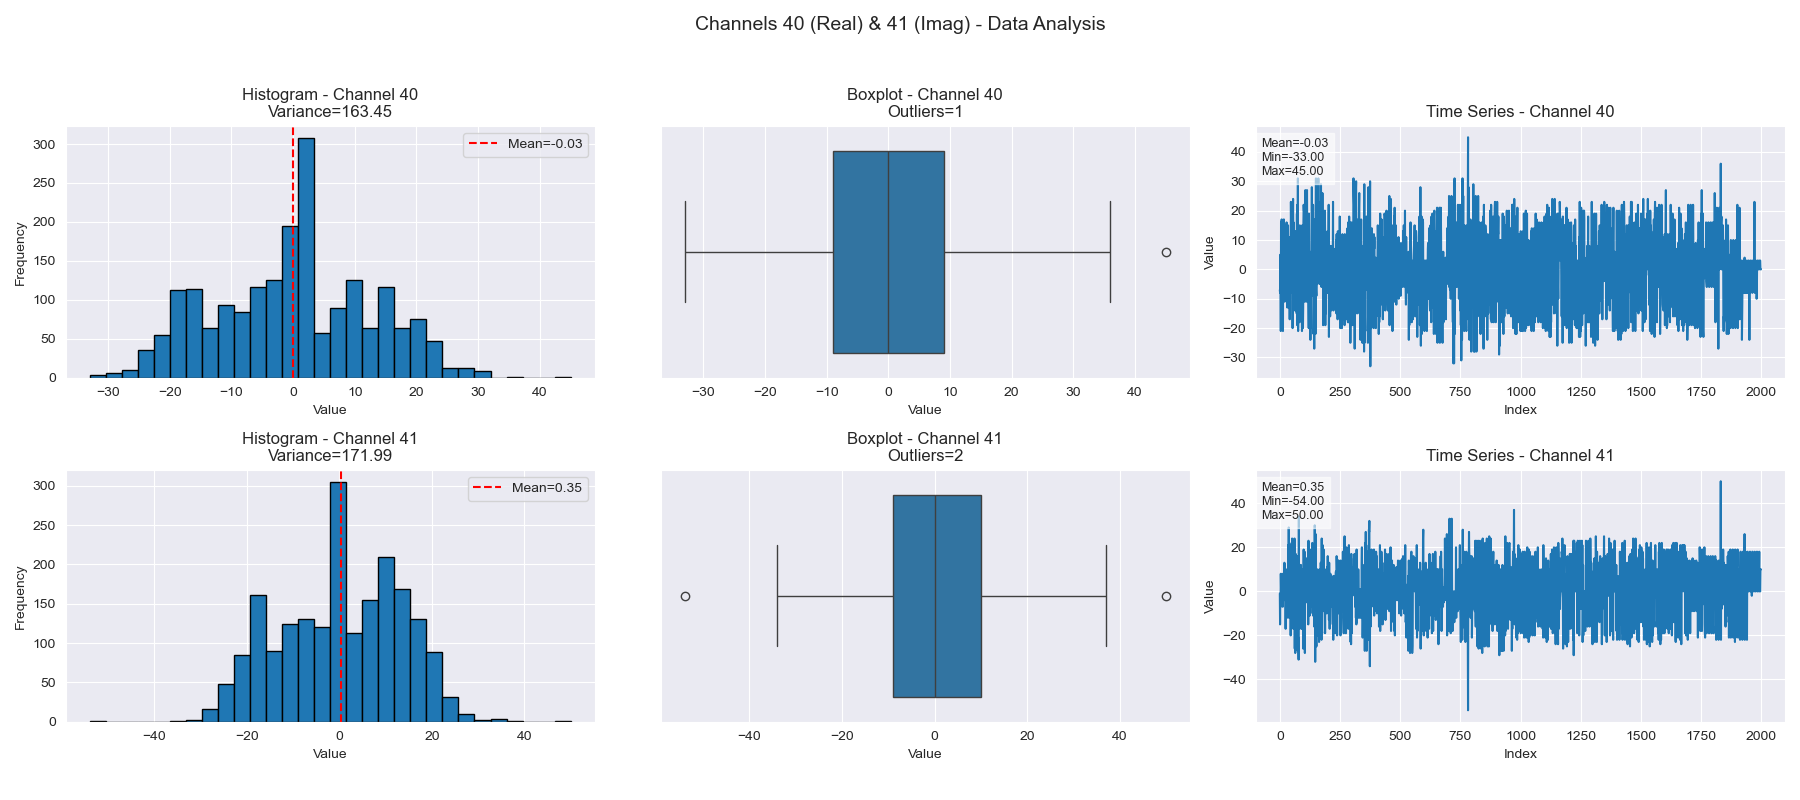 Channels 40 (Real) & 41 (Imag) - Data Analysis
Histogram - Channel 40
Variance=163.45
Frequency
300
250
200
150
100
50
0
Mean=-0.03
−30 −20 −10 0 10 20 30 40
Value
Boxplot - Channel 40
Outliers=1
−30 −20 −10 0 10 20 30 40
Value
Time Series - Channel 40
Value
40
30
20
10
0
−10
−20
−30
Mean=-0.03
Min=-33.00
Max=45.00
0 250 500 750 1000 1250 1500 1750 2000
Index
Histogram - Channel 41
Variance=171.99
Frequency
300
250
200
150
100
50
0
Mean=0.35
−40 −20 0 20 40
Value
Boxplot - Channel 41
Outliers=2
−40 −20 0 20 40
Value
Time Series - Channel 41
Value
40
20
0
−20
−40
Mean=0.35
Min=-54.00
Max=50.00
0 250 500 750 1000 1250 1500 1750 2000
Index